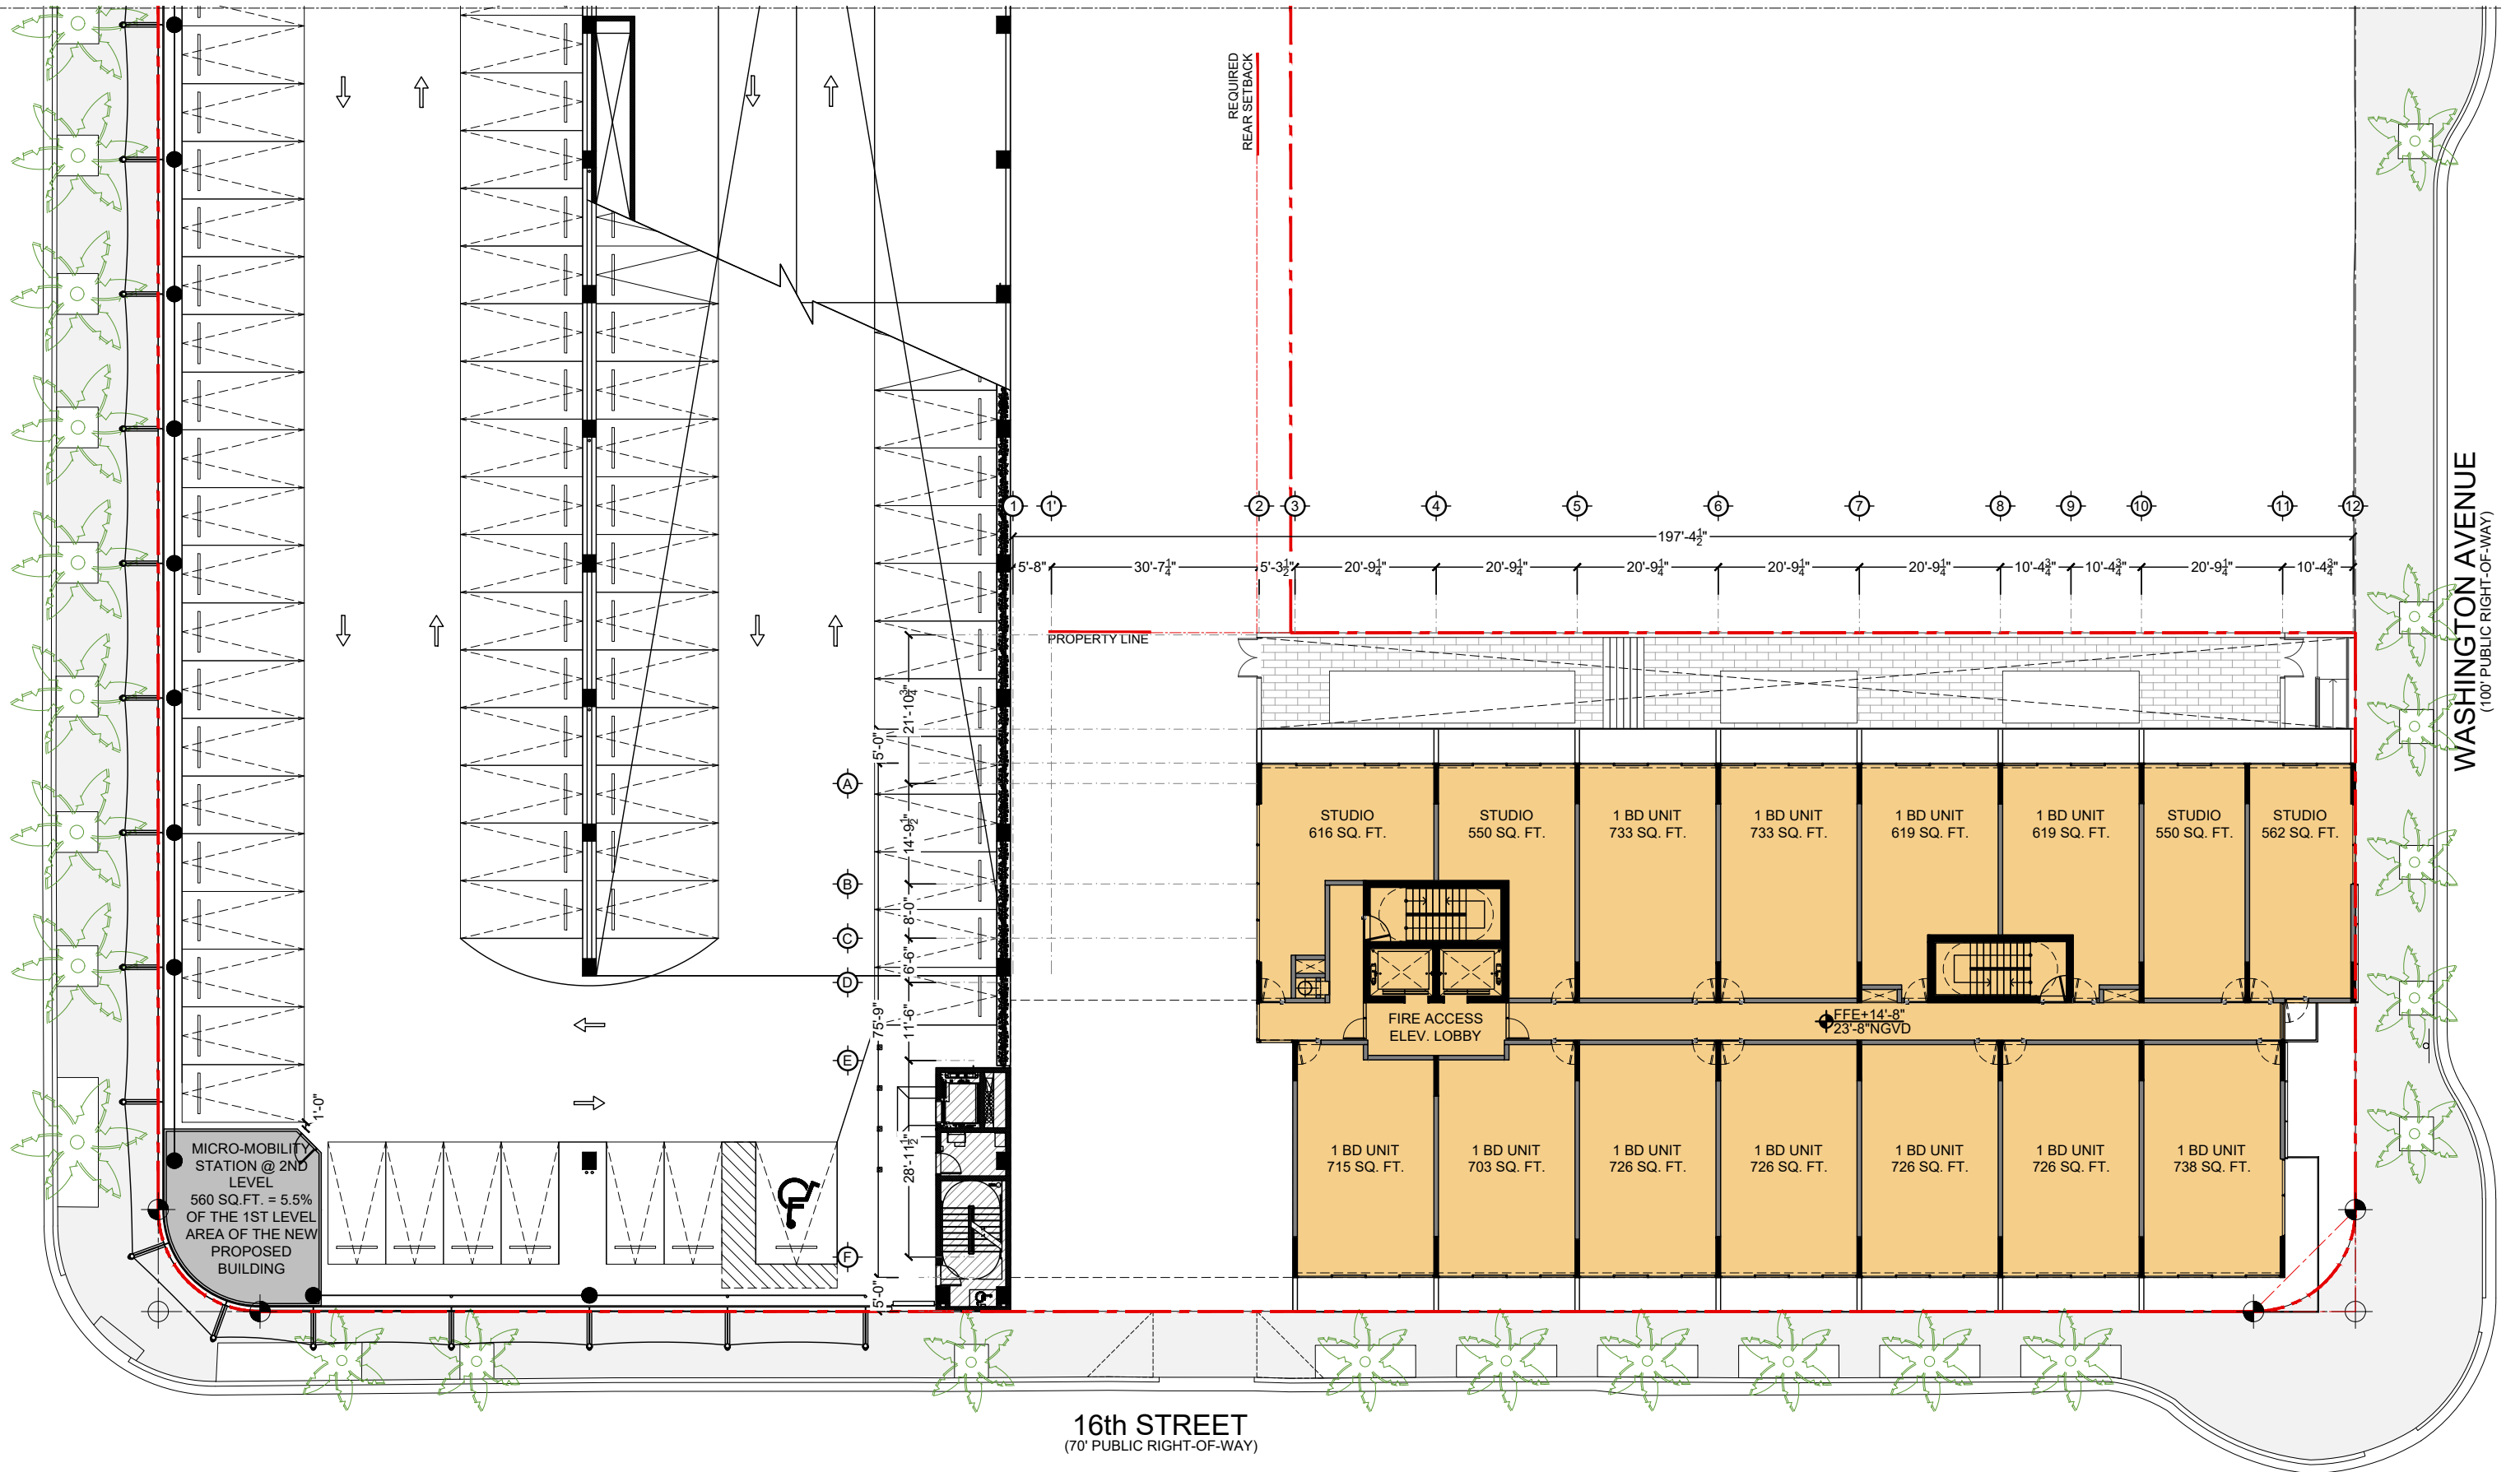 REQUIRED
REAR SETBACK
1
1'
2
3
4
5
6
7
8
9
10
11
12
197'-4½"
5'-8"
30'-7¼"
5'-3½"
20'-9¼"
20'-9¼"
20'-9¼"
20'-9¼"
20'-9¼"
10'-4¾"
10'-4¾"
20'-9¼"
10'-4¾"
WASHINGTON AVENUE
(100' PUBLIC RIGHT-OF-WAY)
PROPERTY LINE
21'-10¾"
5'-0"
A
14'-9½"
B
8'-0"
C
6'-6"
D
75'-9"
11'-6"
E
28'-11½"
F
5'-0"
STUDIO
616 SQ. FT.
STUDIO
550 SQ. FT.
1 BD UNIT
733 SQ. FT.
1 BD UNIT
733 SQ. FT.
1 BD UNIT
619 SQ. FT.
1 BD UNIT
619 SQ. FT.
STUDIO
550 SQ. FT.
STUDIO
562 SQ. FT.
FIRE ACCESS
ELEV. LOBBY
FFE+14'-8"
23'-8"NGVD
1'-0"
MICRO-MOBILITY
STATION @ 2ND
LEVEL
560 SQ.FT. = 5.5%
OF THE 1ST LEVEL
AREA OF THE NEW
PROPOSED
BUILDING
1 BD UNIT
715 SQ. FT.
1 BD UNIT
703 SQ. FT.
1 BD UNIT
726 SQ. FT.
1 BD UNIT
726 SQ. FT.
1 BD UNIT
726 SQ. FT.
1 BD UNIT
726 SQ. FT.
1 BD UNIT
738 SQ. FT.
16th STREET
(70' PUBLIC RIGHT-OF-WAY)